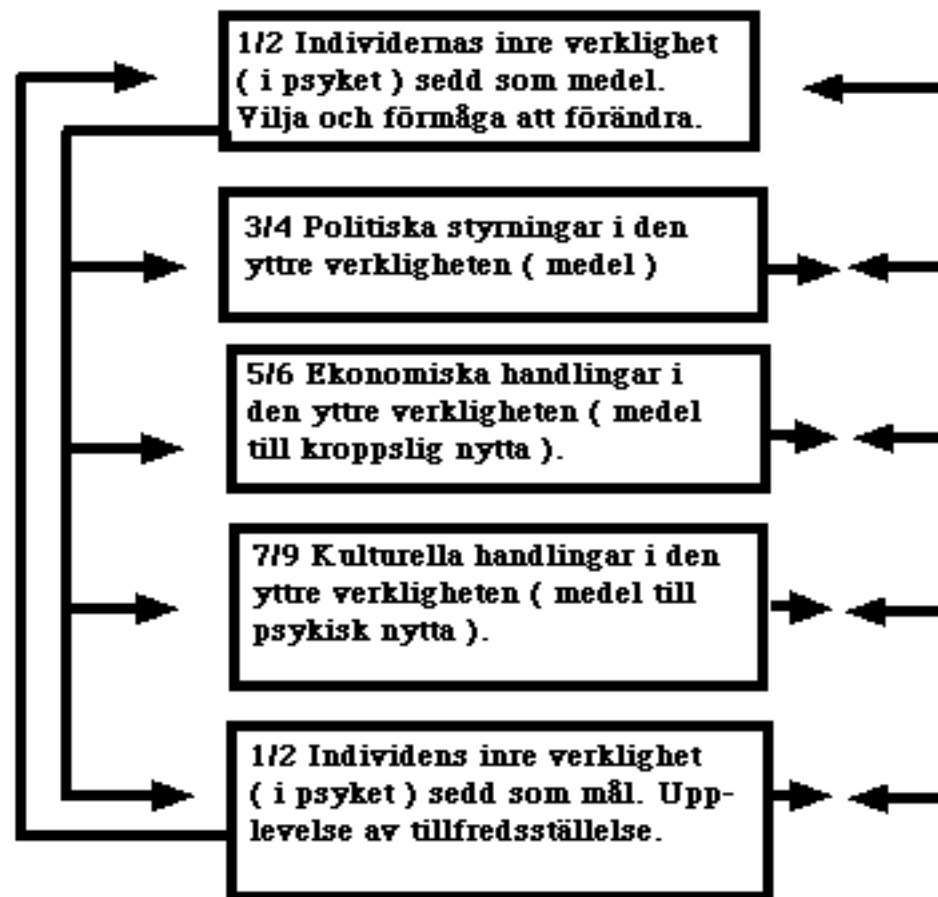 1/2 Individernas inre verklighet
( i psyket ) sedd som medel.
Vilja och förmåga att förändra.
3/4 Politiska styrningar i den
yttre verkligheten ( medel )
5/6 Ekonomiska handlingar i
den yttre verkligheten ( medel
till kroppslig nytta ).
7/9 Kulturella handlingar i den
yttre verkligheten ( medel till
psykisk nytta ).
1/2 Individens inre verklighet
( i psyket ) sedd som mål. Upp-
levelse av tillfredsställelse.